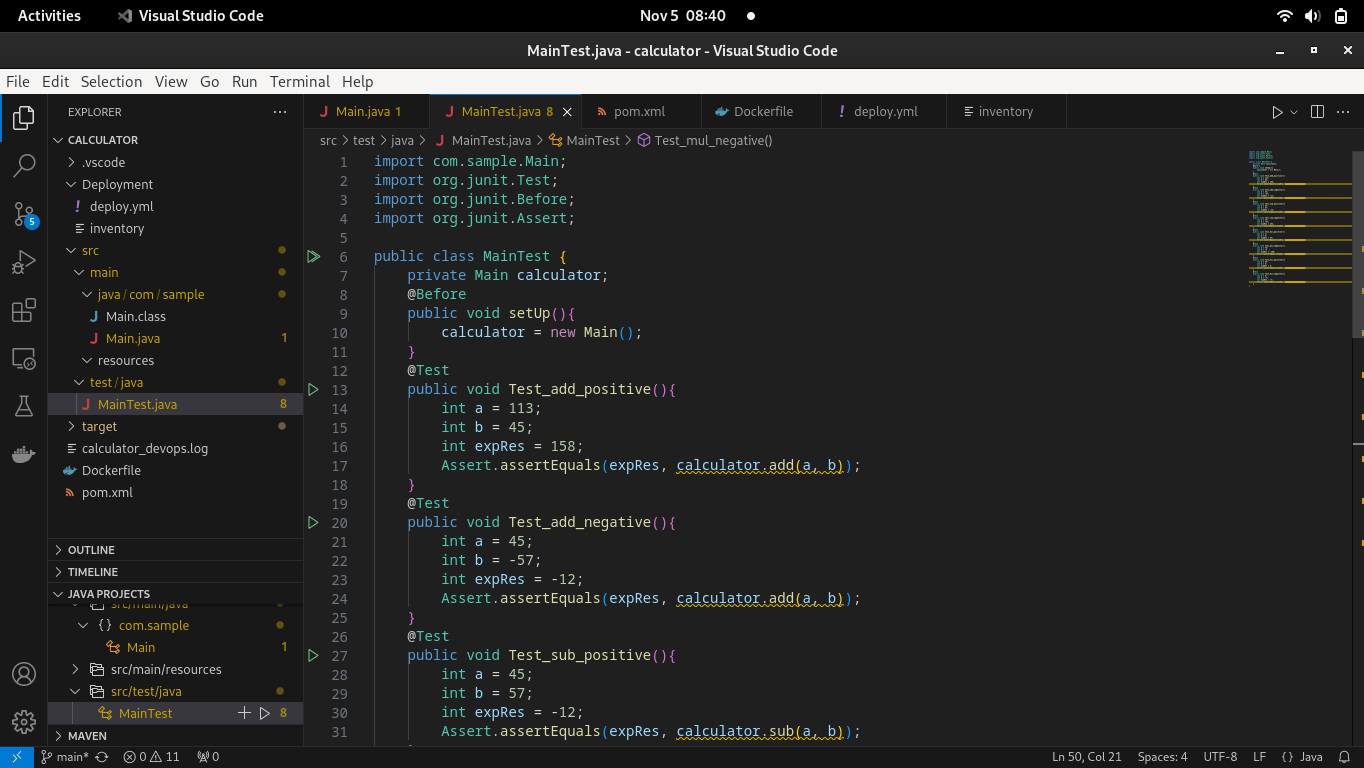 Activities Visual Studio Code Nov 5 08:40
MainTest.java - calculator - Visual Studio Code
File Edit Selection View Go Run Terminal Help
EXPLORER
CALCULATOR
.vscode
Deployment
deploy.yml
inventory
src
main
java / com / sample
Main.class
Main.java 1
resources
test / java
MainTest.java 8
target
calculator_devops.log
Dockerfile
pom.xml
OUTLINE
TIMELINE
JAVA PROJECTS
src/main/java
com.sample
Main 1
src/main/resources
src/test/java
MainTest 8
MAVEN
Main.java 1 MainTest.java 8 pom.xml Dockerfile deploy.yml inventory
src > test > java > MainTest.java > MainTest > Test_mul_negative()
1 import com.sample.Main;
2 import org.junit.Test;
3 import org.junit.Before;
4 import org.junit.Assert;
5
6 public class MainTest {
7 private Main calculator;
8 @Before
9 public void setUp(){
10 calculator = new Main();
11 }
12 @Test
13 public void Test_add_positive(){
14 int a = 113;
15 int b = 45;
16 int expRes = 158;
17 Assert.assertEquals(expRes, calculator.add(a, b));
18 }
19 @Test
20 public void Test_add_negative(){
21 int a = 45;
22 int b = -57;
23 int expRes = -12;
24 Assert.assertEquals(expRes, calculator.add(a, b));
25 }
26 @Test
27 public void Test_sub_positive(){
28 int a = 45;
29 int b = 57;
30 int expRes = -12;
31 Assert.assertEquals(expRes, calculator.sub(a, b));
5
main* 0 11 0 Ln 50, Col 21 Spaces: 4 UTF-8 LF {} Java